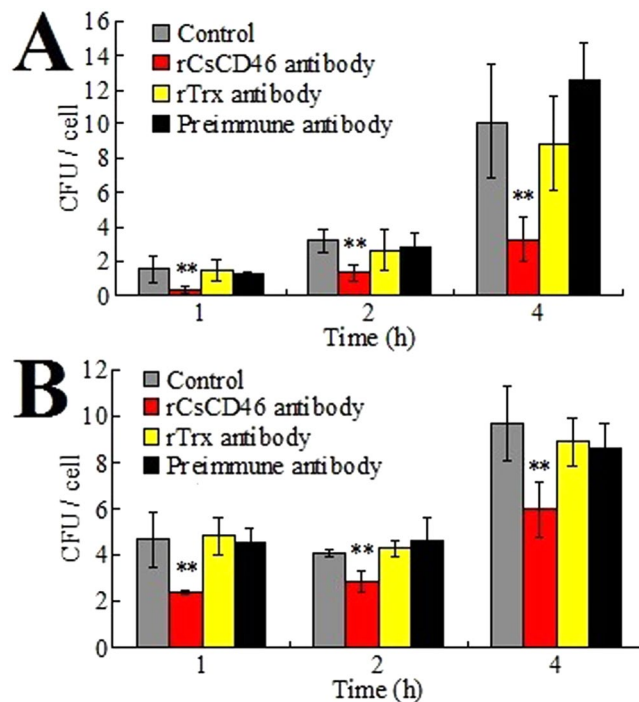 A
16
14
12
10
8
6
4
2
0
CFU / cell
Control
rCsCD46 antibody
rTrx antibody
Preimmune antibody
**
**
**
1
2
4
Time (h)
B
12
10
8
6
4
2
0
CFU / cell
Control
rCsCD46 antibody
rTrx antibody
Preimmune antibody
**
**
**
1
2
4
Time (h)